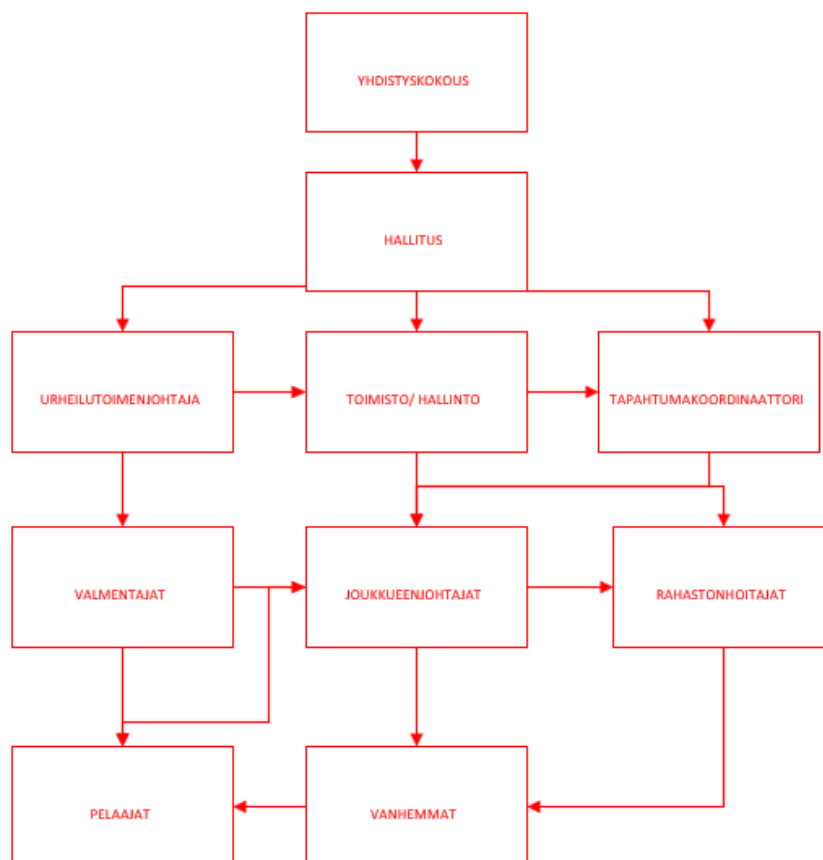 YHDISTYSKOKOUS
HALLITUS
URHEILUTOIMENJOHTAJA
TOIMISTO/ HALLINTO
TAPAHTUMAKOORDINAATTORI
VALMENTAJAT
JOUKKUEENJOHTAJAT
RAHASTONHOITAJAT
PELAAJAT
VANHEMMAT